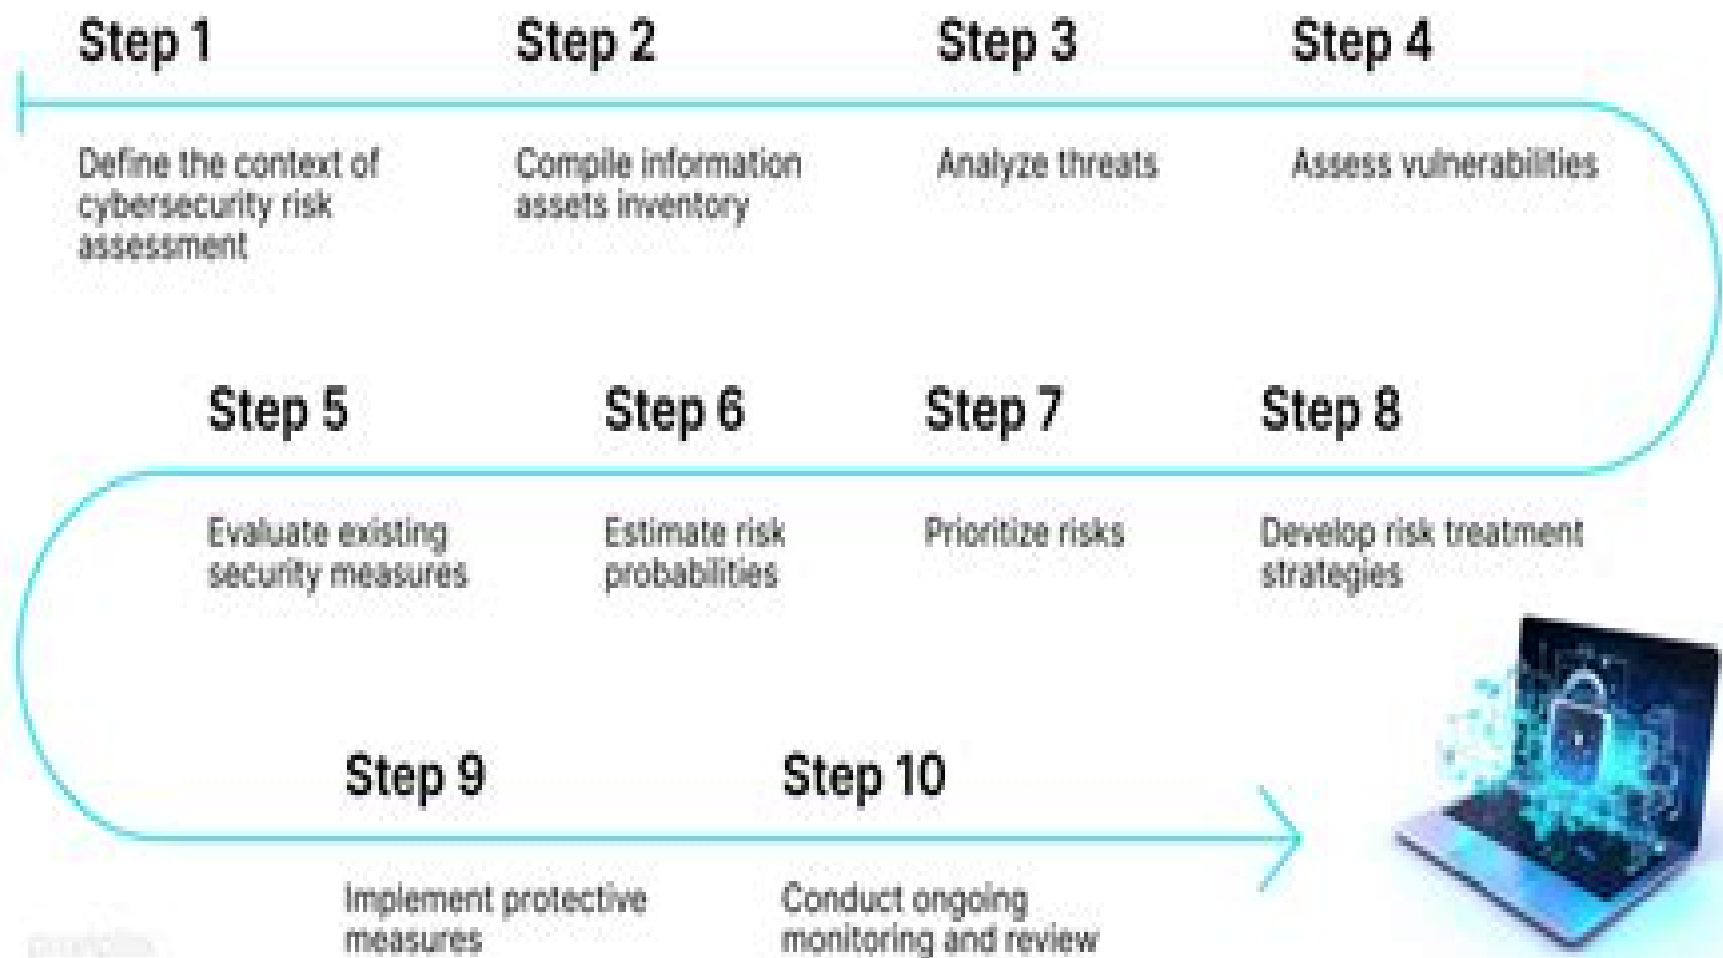 Step 1
Step 2
Step 3
Step 4
Define the context of
cybersecurity risk
assessment
Compile information
assets inventory
Analyze threats
Assess vulnerabilities
Step 5
Step 6
Step 7
Step 8
Evaluate existing
security measures
Estimate risk
probabilities
Prioritize risks
Develop risk treatment
strategies
Step 9
Step 10
Implement protective
measures
Conduct ongoing
monitoring and review